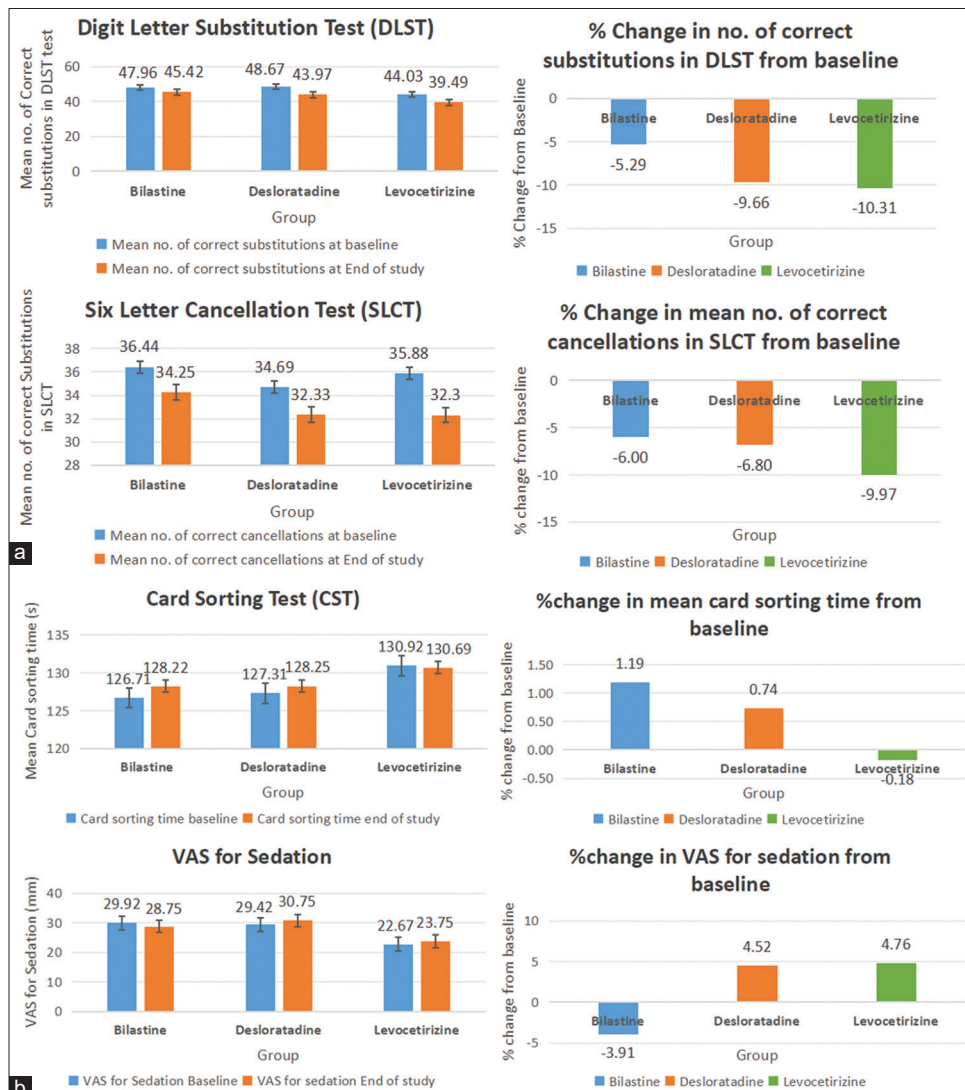 Digit Letter Substitution Test (DLST)
Mean no. of Correct
substitutions in DLST test
60
40
20
0
47.96
45.42
48.67
43.97
44.03
39.49
Bilastine
Desloratadine
Levocetirizine
Group
Mean no. of correct substitutions at baseline
Mean no. of correct substitutions at End of study
% Change in no. of correct
substitutions in DLST from baseline
% Change from Baseline
0
-5
-10
-15
Bilastine
Desloratadine
Levocetirizine
-5.29
-9.66
-10.31
Group
Bilastine
Desloratadine
Levocetirizine
Six Letter Cancellation Test (SLCT)
Mean no. of correct Substitutions
in SLCT
38
36
34
32
30
28
36.44
34.25
34.69
32.33
35.88
32.3
Bilastine
Desloratadine
Levocetirizine
Group
Mean no. of correct cancellations at baseline
Mean no. of correct cancellations at End of study
a
% Change in mean no. of correct
cancellations in SLCT from baseline
% change from baseline
0
-5
-10
-15
Bilastine
Desloratadine
Levocetirizine
-6.00
-6.80
-9.97
Group
Bilastine
Desloratadine
Levocetirizine
Card Sorting Test (CST)
Mean Card sorting time (s)
135
130
125
120
126.71
128.22
127.31
128.25
130.92
130.69
Bilastine
Desloratadine
Levocetirizine
Group
Card sorting time baseline
Card sorting time end of study
%change in mean card sorting time from
baseline
% change from baseline
1.50
1.00
0.50
0.00
-0.50
1.19
0.74
-0.18
Bilastine
Desloratadine
Levocetirizine
Group
Bilastine
Desloratadine
Levocetirizine
VAS for Sedation
VAS for Sedation (mm)
40
30
20
10
0
29.92
28.75
29.42
30.75
22.67
23.75
Bilastine
Desloratadine
Levocetirizine
Group
VAS for Sedation Baseline
VAS for sedation End of study
b
%change in VAS for sedation from
baseline
% change from baseline
10
5
0
-5
4.52
4.76
Bilastine
Desloratadine
Levocetirizine
-3.91
Group
Bilastine
Desloratadine
Levocetirizine